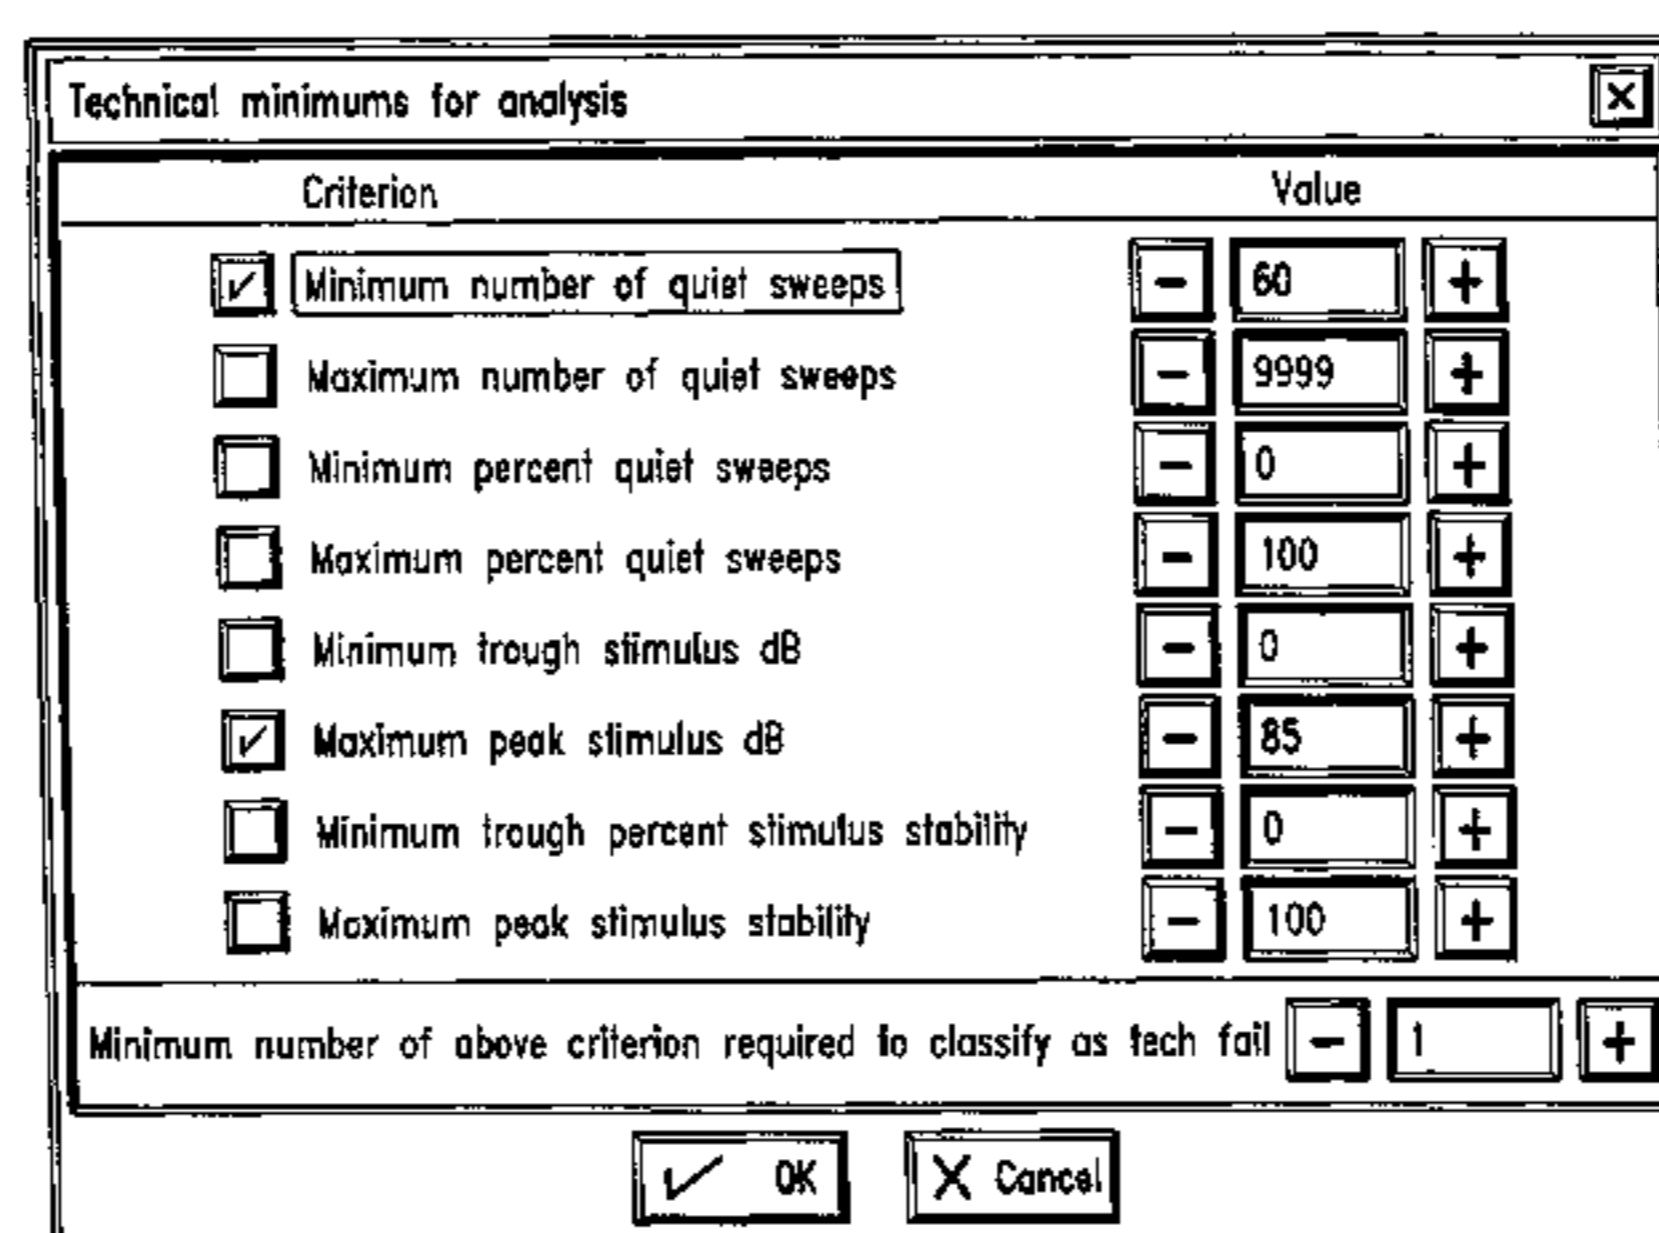 Technical minimums for analysis
Criterion Value
Minimum number of quiet sweeps - 60 +
Maximum number of quiet sweeps - 9999 +
Minimum percent quiet sweeps - 0 +
Maximum percent quiet sweeps - 100 +
Minimum trough stimulus dB - 0 +
Maximum peak stimulus dB - 85 +
Minimum trough percent stimulus stability - 0 +
Maximum peak stimulus stability - 100 +
Minimum number of above criterion required to classify as tech fail - 1 +
OK Cancel